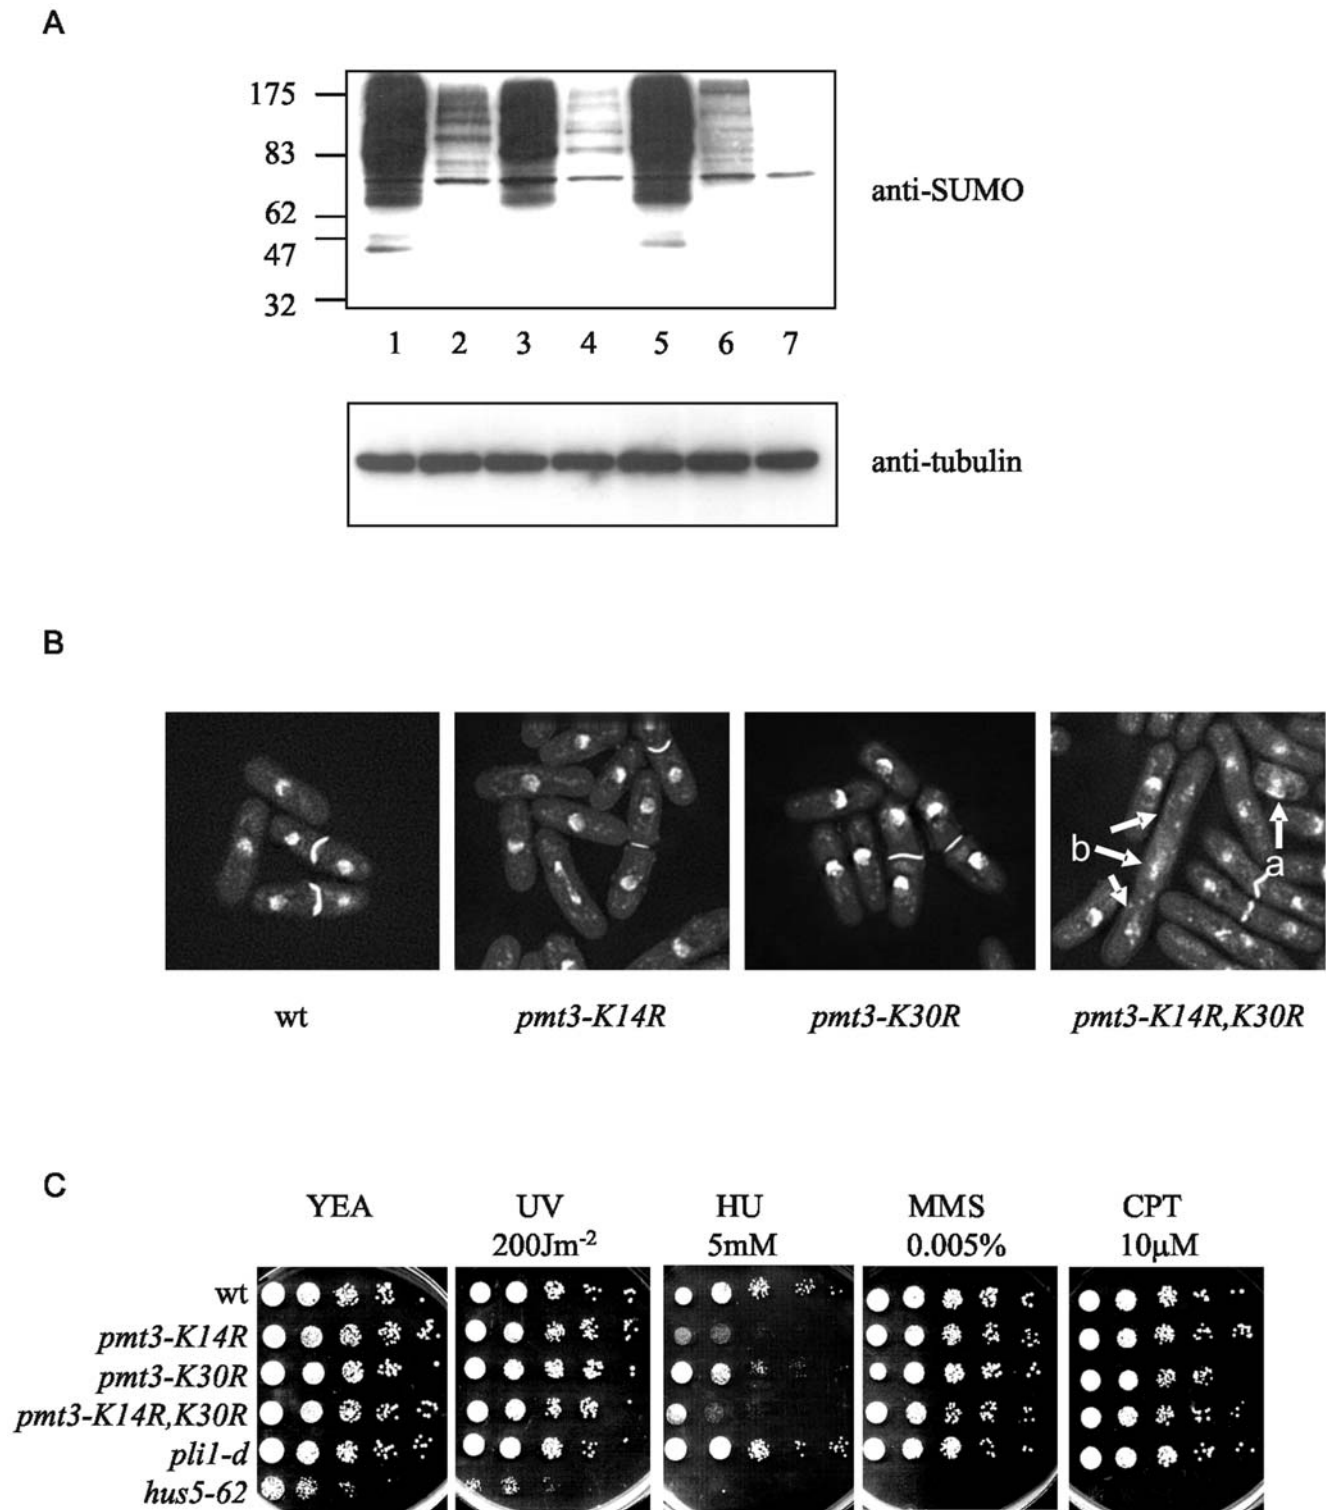 A
175
83
62
47
32
anti-SUMO
1 2 3 4 5 6 7
anti-tubulin
B
b
a
wt pmt3-K14R pmt3-K30R pmt3-K14R,K30R
C
YEA UV HU MMS CPT
200Jm-2 5mM 0.005% 10μM
wt
pmt3-K14R
pmt3-K30R
pmt3-K14R,K30R
pli1-d
hus5-62